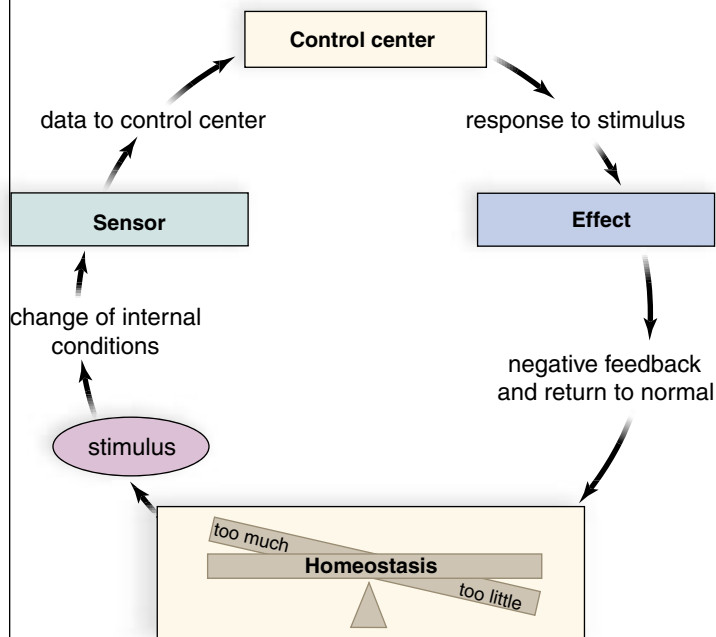 Control center
data to control center
response to stimulus
Sensor
Effect
change of internal
conditions
negative feedback
and return to normal
stimulus
too much
Homeostasis
too little